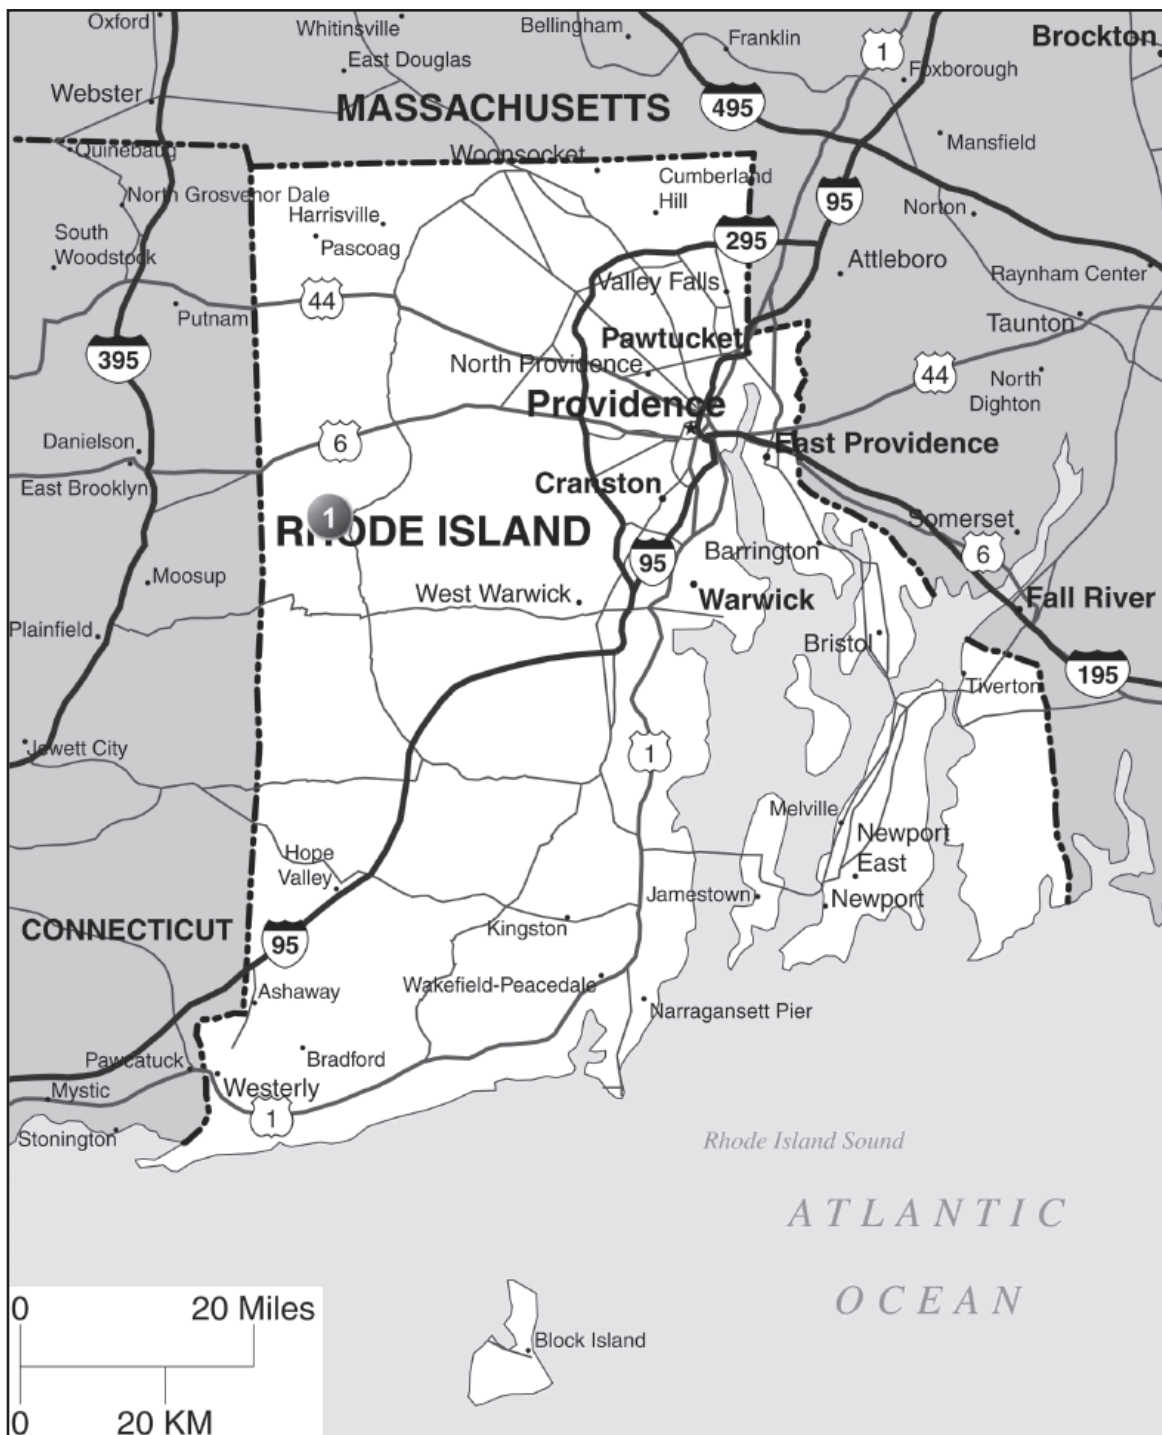 Oxford
Whitinsville
Bellingham
Franklin
1
Brockton
East Douglas
Foxborough
Webster
MASSACHUSETTS
495
Mansfield
Quinebaug
Woonsocket
Cumberland
Hill
North Grosvenor Dale
Harrisville
95
Norton
South
Woodstock
Pascoag
295
Attleboro
Raynham Center
Valley Falls
44
Putnam
Taunton
Pawtucket
395
North Providence
44
North
Dighton
Providence
Danielson
6
East Providence
East Brooklyn
Cranston
1
RHODE ISLAND
Somerset
Barrington
6
95
Moosup
West Warwick
Warwick
Fall River
Plainfield
Bristol
195
Tiverton
Jewett City
1
Melville
Newport
East
Hope
Valley
Jamestown
Newport
CONNECTICUT
95
Kingston
Wakefield-Peacedale
Ashaway
Narragansett Pier
Bradford
Pawcatuck
Westerly
Mystic
1
Stonington
Rhode Island Sound
ATLANTIC
OCEAN
0
20 Miles
Block Island
0
20 KM